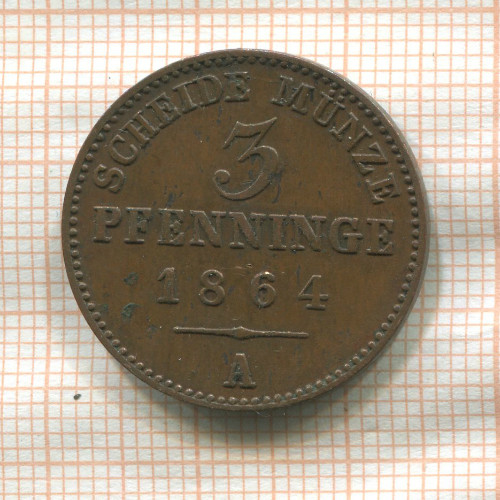 SCHEIDE MÜNZE
3
PFENNINGE
1864
A